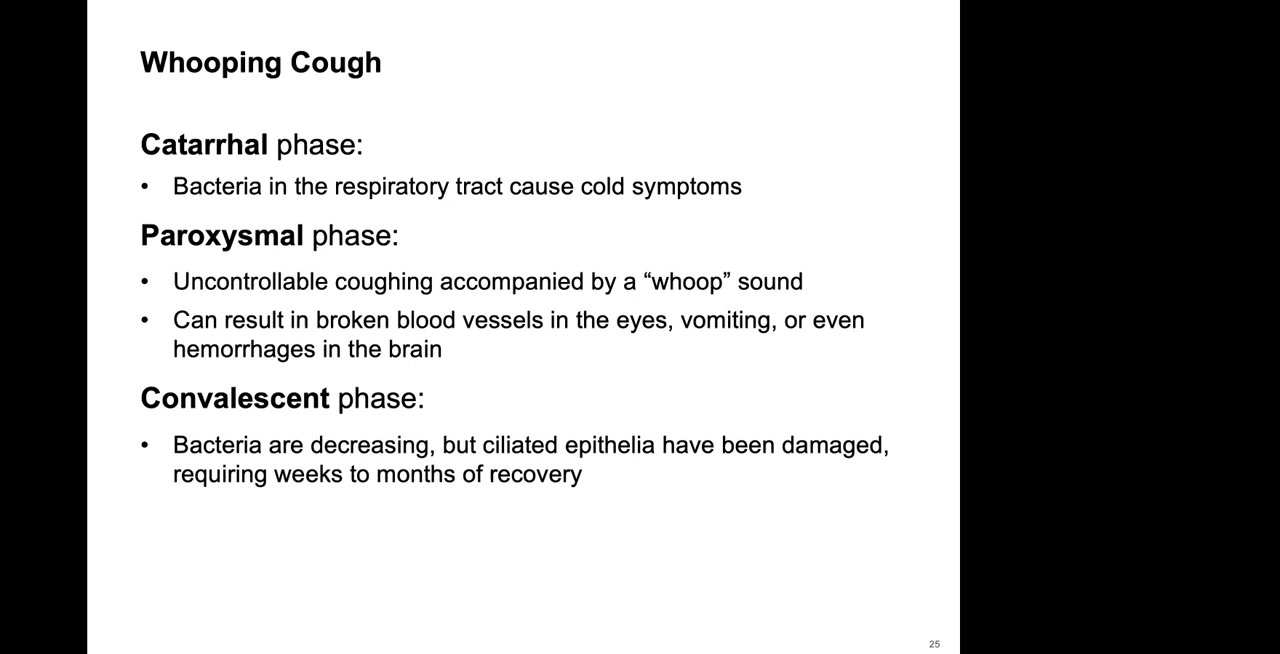 Whooping Cough
Catarrhal phase:
• Bacteria in the respiratory tract cause cold symptoms
Paroxysmal phase:
• Uncontrollable coughing accompanied by a “whoop” sound
• Can result in broken blood vessels in the eyes, vomiting, or even
hemorrhages in the brain
Convalescent phase:
• Bacteria are decreasing, but ciliated epithelia have been damaged,
requiring weeks to months of recovery
25